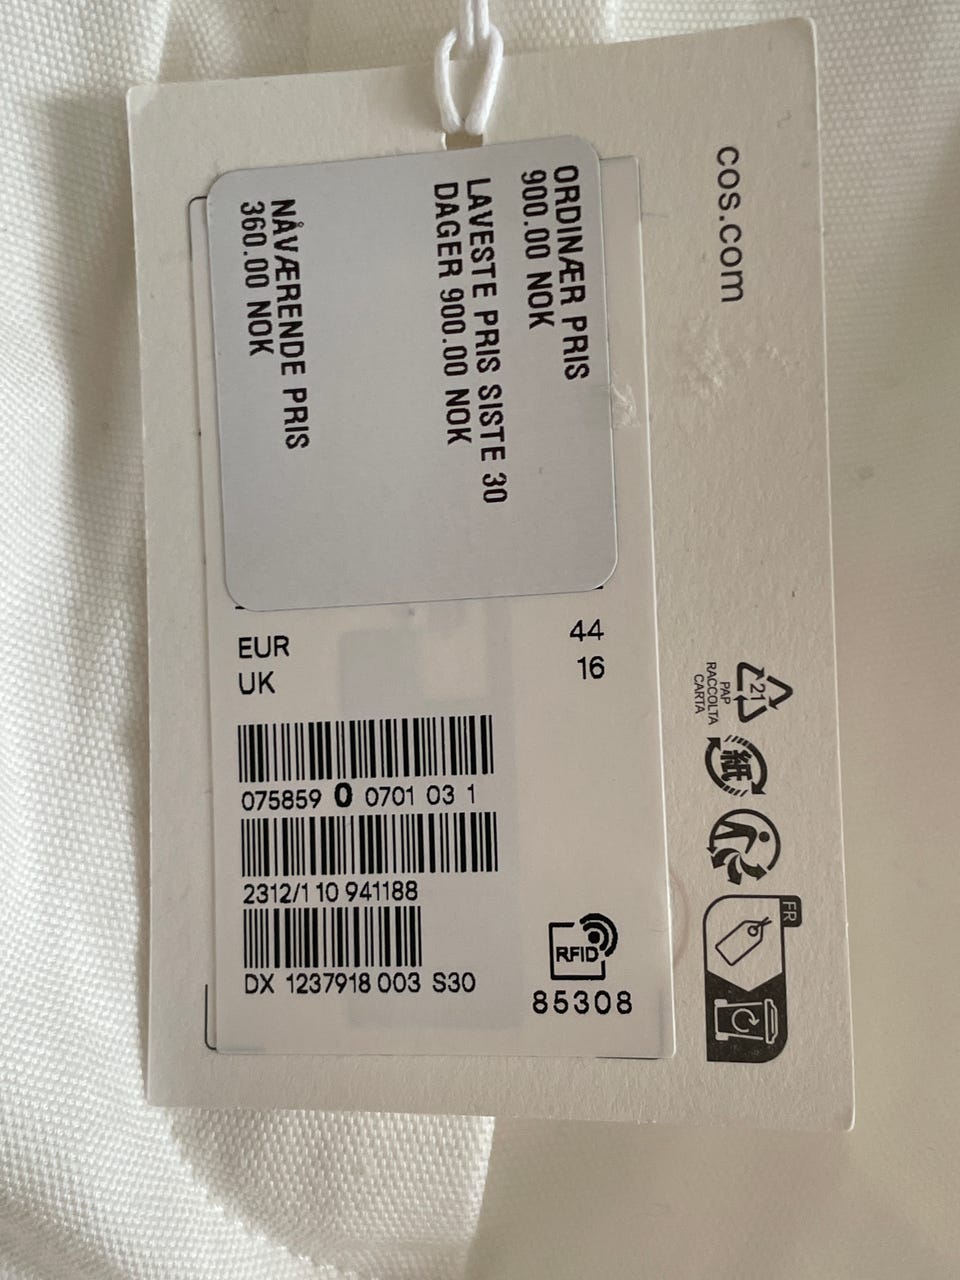 cos.com
ORDINÆR PRIS
900.00 NOK
LAVESTE PRIS SISTE 30
DAGER 900.00 NOK
NÅVÆRENDE PRIS
360.00 NOK
EUR 44
UK 16
075859 0 0701 03 1
2312/1 10 941188
DX 1237918 003 S30
RFID
85308
21
PAP
RACCOLTA
CARTA
紙
FR